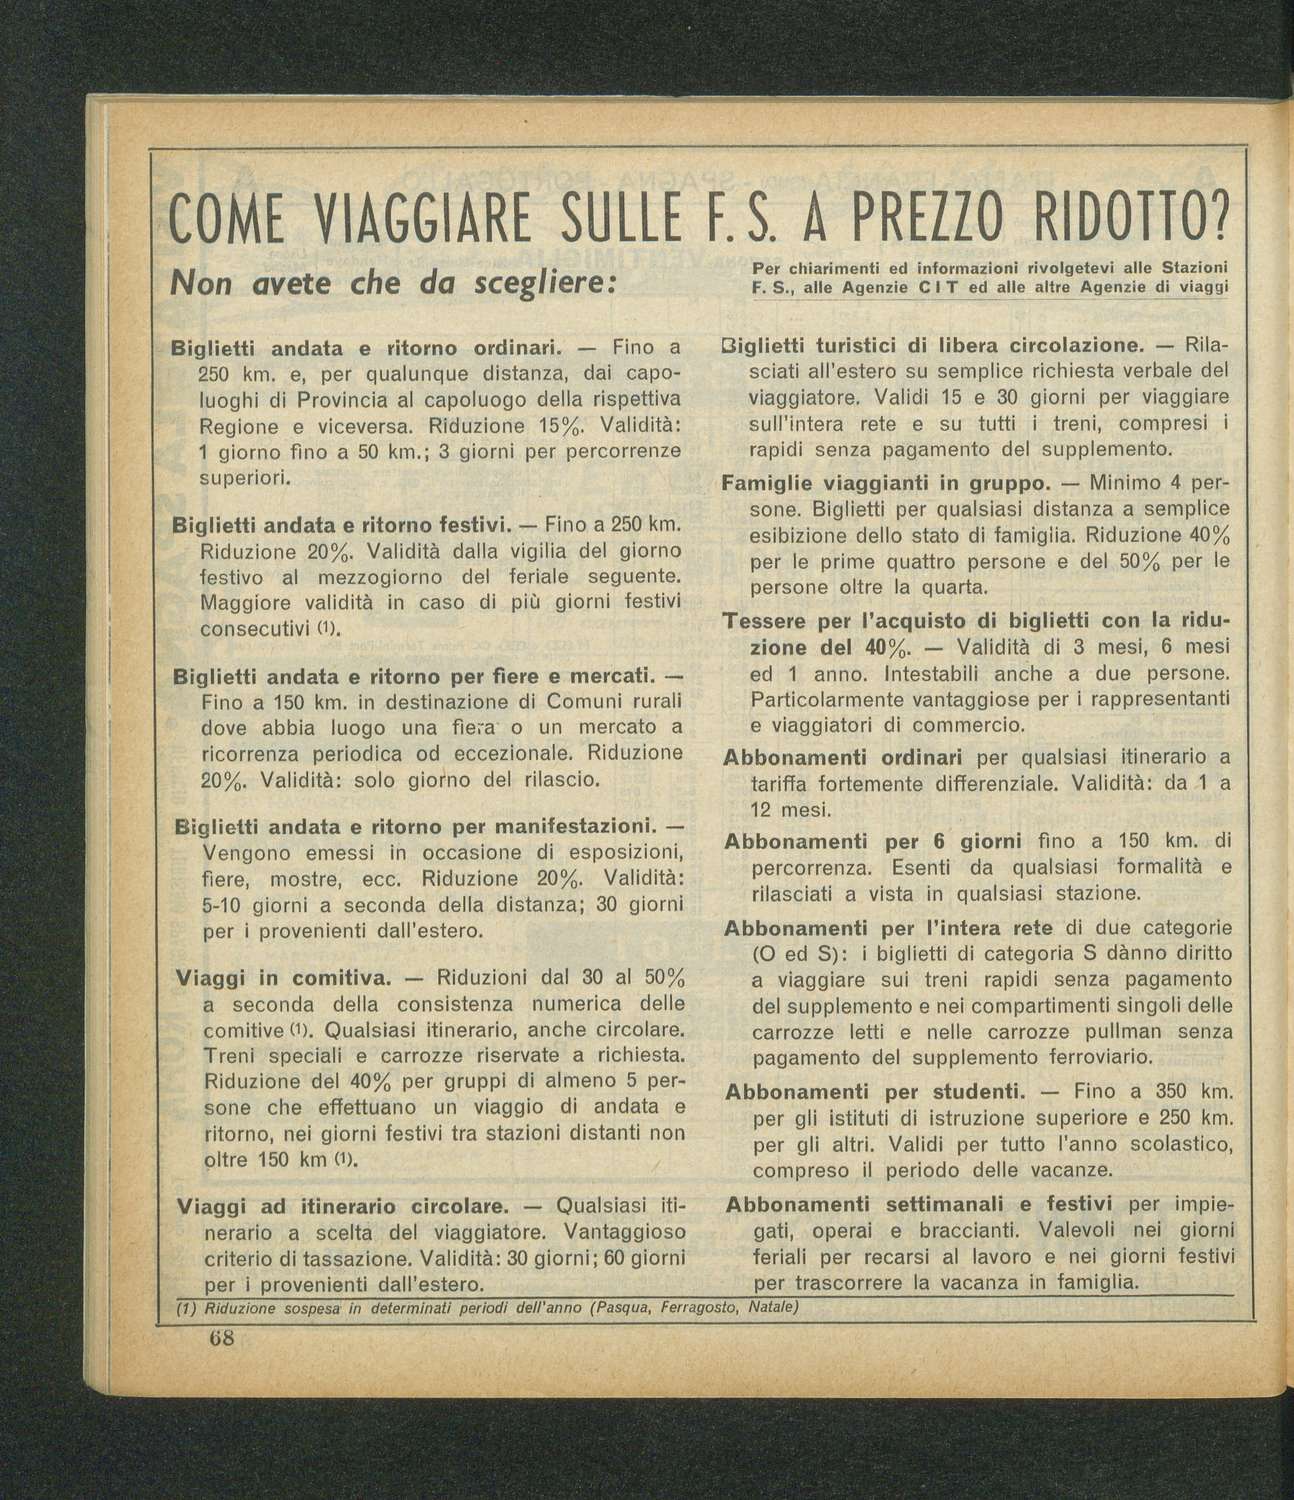 COME VIAGGIARE SULLE F. S. A PREZZO RIDOTTO?
Non avete che da scegliere:
Per chiarimenti ed informazioni rivolgetevi alle Stazioni
F. S., alle Agenzie CIT ed alle altre Agenzie di viaggi
Biglietti andata e ritorno ordinari. — Fino a
250 km. e, per qualunque distanza, dai capo-
luoghi di Provincia al capoluogo della rispettiva
Regione e viceversa. Riduzione 15%. Validità:
1 giorno fino a 50 km.; 3 giorni per percorrenze
superiori.
Biglietti andata e ritorno festivi. — Fino a 250 km.
Riduzione 20%. Validità dalla vigilia del giorno
festivo al mezzogiorno del feriale seguente.
Maggiore validità in caso di più giorni festivi
consecutivi (1).
Biglietti andata e ritorno per fiere e mercati. —
Fino a 150 km. in destinazione di Comuni rurali
dove abbia luogo una fiera o un mercato a
ricorrenza periodica od eccezionale. Riduzione
20%. Validità: solo giorno del rilascio.
Biglietti andata e ritorno per manifestazioni. —
Vengono emessi in occasione di esposizioni,
fiere, mostre, ecc. Riduzione 20%. Validità:
5-10 giorni a seconda della distanza; 30 giorni
per i provenienti dall'estero.
Viaggi in comitiva. — Riduzioni dal 30 al 50%
a seconda della consistenza numerica delle
comitive (1). Qualsiasi itinerario, anche circolare.
Treni speciali e carrozze riservate a richiesta.
Riduzione del 40% per gruppi di almeno 5 per-
sone che effettuano un viaggio di andata e
ritorno, nei giorni festivi tra stazioni distanti non
oltre 150 km (1).
Viaggi ad itinerario circolare. — Qualsiasi iti-
nerario a scelta del viaggiatore. Vantaggioso
criterio di tassazione. Validità: 30 giorni; 60 giorni
per i provenienti dall'estero.
Biglietti turistici di libera circolazione. — Rila-
sciati all'estero su semplice richiesta verbale del
viaggiatore. Validi 15 e 30 giorni per viaggiare
sull'intera rete e su tutti i treni, compresi i
rapidi senza pagamento del supplemento.
Famiglie viaggianti in gruppo. — Minimo 4 per-
sone. Biglietti per qualsiasi distanza a semplice
esibizione dello stato di famiglia. Riduzione 40%
per le prime quattro persone e del 50% per le
persone oltre la quarta.
Tessere per l'acquisto di biglietti con la ridu-
zione del 40%. — Validità di 3 mesi, 6 mesi
ed 1 anno. Intestabili anche a due persone.
Particolarmente vantaggiose per i rappresentanti
e viaggiatori di commercio.
Abbonamenti ordinari per qualsiasi itinerario a
tariffa fortemente differenziale. Validità: da 1 a
12 mesi.
Abbonamenti per 6 giorni fino a 150 km. di
percorrenza. Esenti da qualsiasi formalità e
rilasciati a vista in qualsiasi stazione.
Abbonamenti per l'intera rete di due categorie
(O ed S): i biglietti di categoria S dànno diritto
a viaggiare sui treni rapidi senza pagamento
del supplemento e nei compartimenti singoli delle
carrozze letti e nelle carrozze pullman senza
pagamento del supplemento ferroviario.
Abbonamenti per studenti. — Fino a 350 km.
per gli istituti di istruzione superiore e 250 km.
per gli altri. Validi per tutto l'anno scolastico,
compreso il periodo delle vacanze.
Abbonamenti settimanali e festivi per impie-
gati, operai e braccianti. Valevoli nei giorni
feriali per recarsi al lavoro e nei giorni festivi
per trascorrere la vacanza in famiglia.
(1) Riduzione sospesa in determinati periodi dell'anno (Pasqua, Ferragosto, Natale)
68